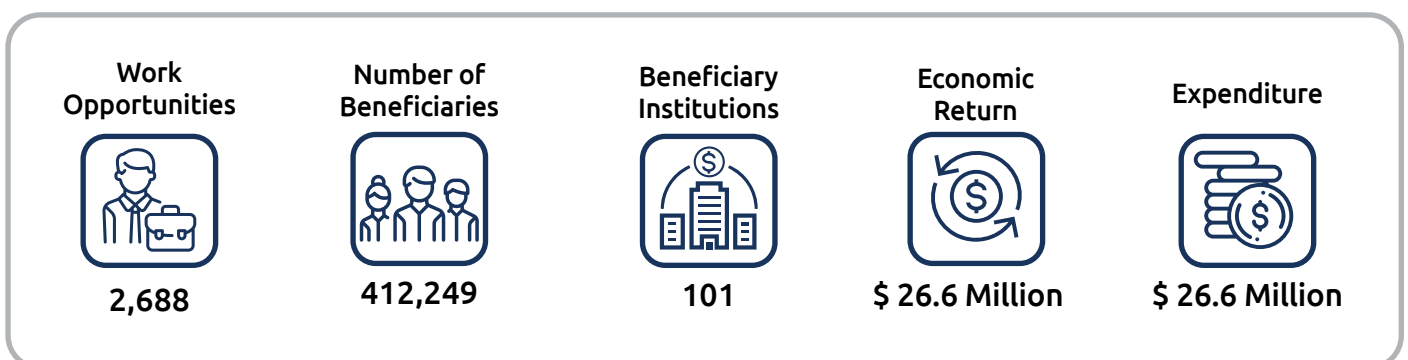 Work
Opportunities
2,688
Number of
Beneficiaries
412,249
Beneficiary
Institutions
$
101
Economic
Return
$
$ 26.6 Million
Expenditure
$
$ 26.6 Million